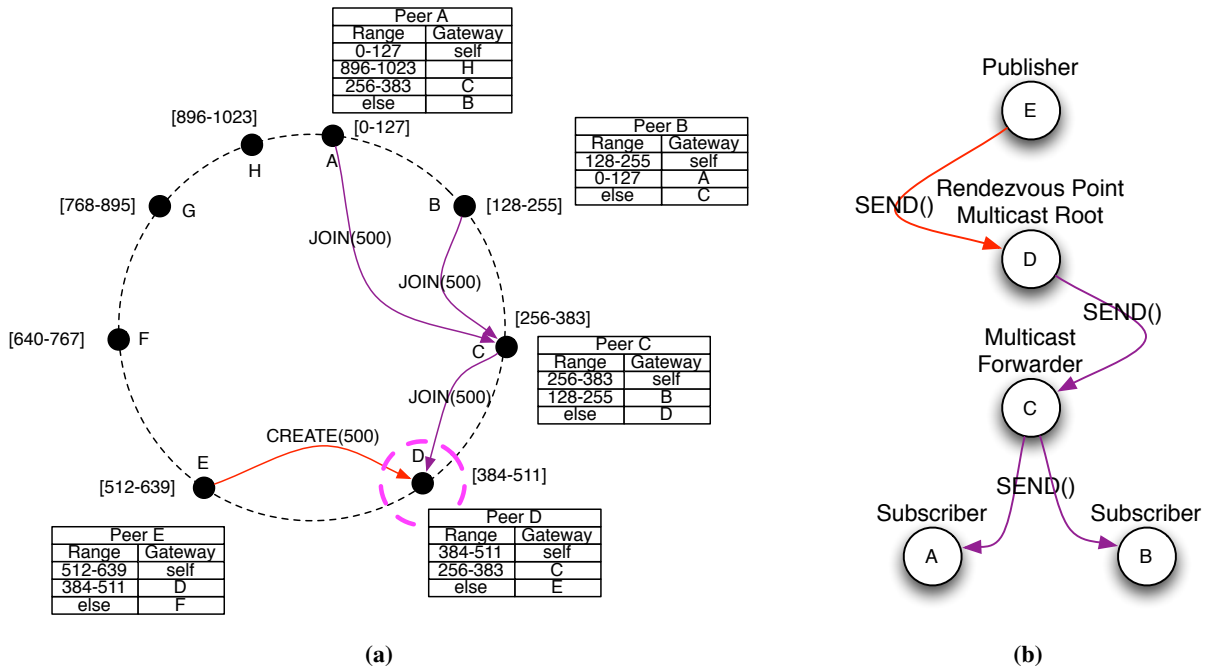 Peer A
Range Gateway
0-127 self
896-1023 H
256-383 C
else B
[896-1023]
[0-127]
H
A
Peer B
Range Gateway
128-255 self
0-127 A
else C
[768-895]
G
B
[128-255]
JOIN(500)
JOIN(500)
[640-767]
F
[256-383]
C
Peer C
Range Gateway
256-383 self
128-255 B
else D
JOIN(500)
CREATE(500)
E
D
[512-639]
[384-511]
Peer E
Range Gateway
512-639 self
384-511 D
else F
Peer D
Range Gateway
384-511 self
256-383 C
else E
(a)
Publisher
E
SEND()
Rendezvous Point
Multicast Root
D
SEND()
Multicast
Forwarder
C
SEND()
Subscriber
A
Subscriber
B
(b)